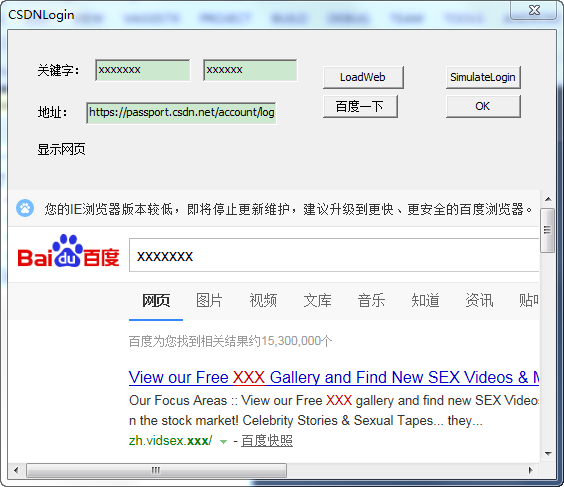 CSDNLogin
关键字： xxxxxxx xxxxxx LoadWeb SimulateLogin
地址： https://passport.csdn.net/account/log 百度一下 OK
显示网页
您的IE浏览器版本较低，即将停止更新维护，建议升级到更快、更安全的百度浏览器。
Bai du 百度 xxxxxxx
网页 图片 视频 文库 音乐 知道 资讯 贴吧
百度为您找到相关结果约15,300,000个
View our Free XXX Gallery and Find New SEX Videos & M
Our Focus Areas :: View our Free XXX gallery and find new SEX Videos
n the stock market! Celebrity Stories & Sexual Tapes... they...
zh.vidsex.xxx/ - 百度快照